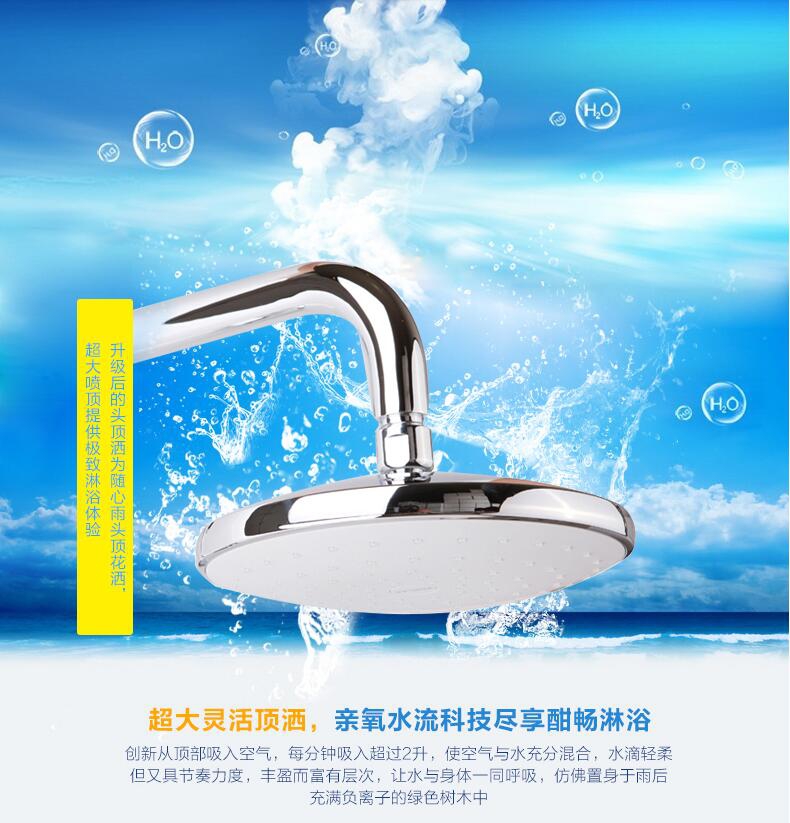 H₂O
H₂O
H₂O
H₂O
H₂O
H₂O
升级后的头顶洒为随心雨头顶花洒，
超大喷顶提供极致淋浴体验
H₂O
H₂O
超大灵活顶洒，亲氧水流科技尽享酣畅淋浴
创新从顶部吸入空气，每分钟吸入超过2升，使空气与水充分混合，水滴轻柔
但又具节奏力度，丰盈而富有层次，让水与身体一同呼吸，仿佛置身于雨后
充满负离子的绿色树木中